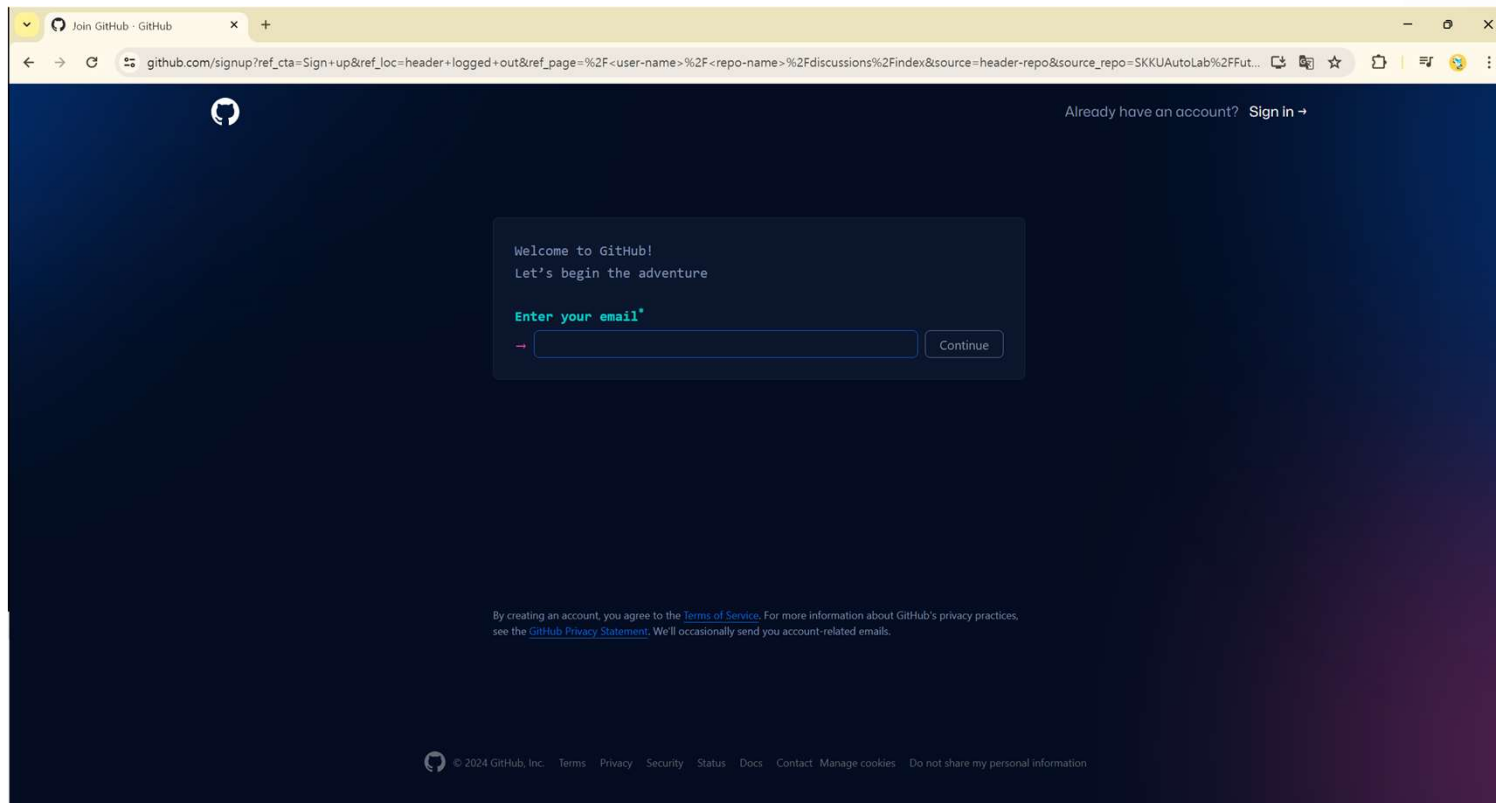 Join GitHub · GitHub
github.com/signup?ref_cta=Sign+up&ref_loc=header+logged+out&ref_page=%2F<user-name>%2F<repo-name>%2Fdiscussions%2Findex&source=header-repo&source_repo=SKKUAutoLab%2FFut...
Already have an account? Sign in →
Welcome to GitHub!
Let’s begin the adventure
Enter your email*
→ Continue
By creating an account, you agree to the Terms of Service. For more information about GitHub's privacy practices,
see the GitHub Privacy Statement. We'll occasionally send you account-related emails.
© 2024 GitHub, Inc. Terms Privacy Security Status Docs Contact Manage cookies Do not share my personal information